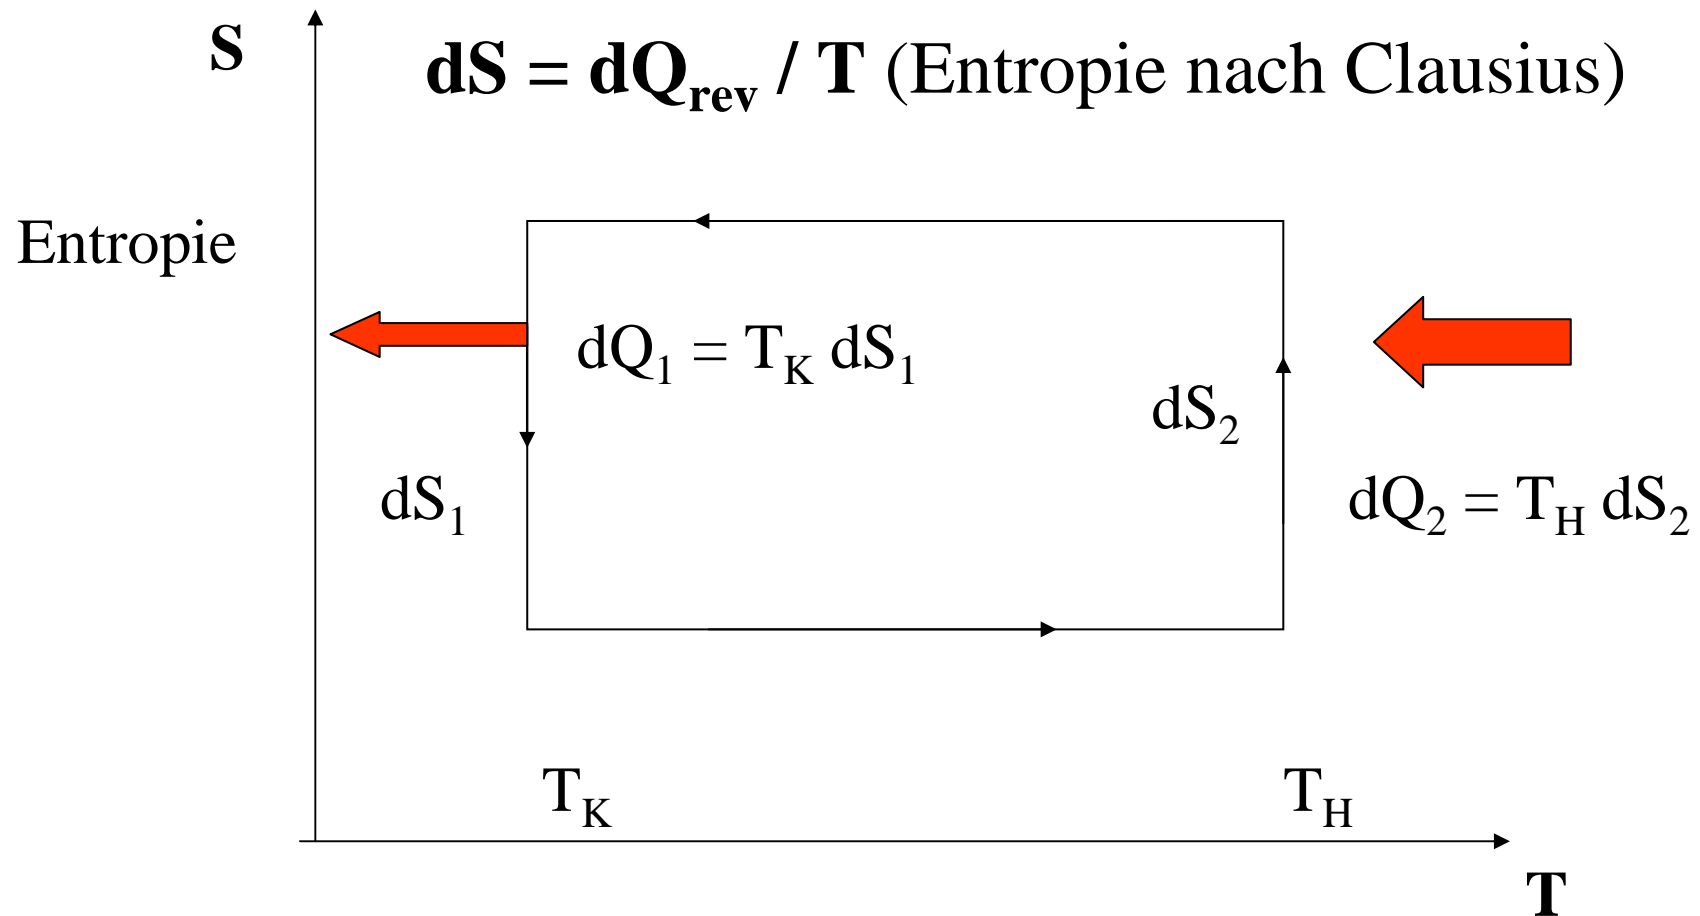 S
dS = dQrev / T (Entropie nach Clausius)
Entropie
dQ1 = TK dS1
dS2
dS1
dQ2 = TH dS2
TK
TH
T